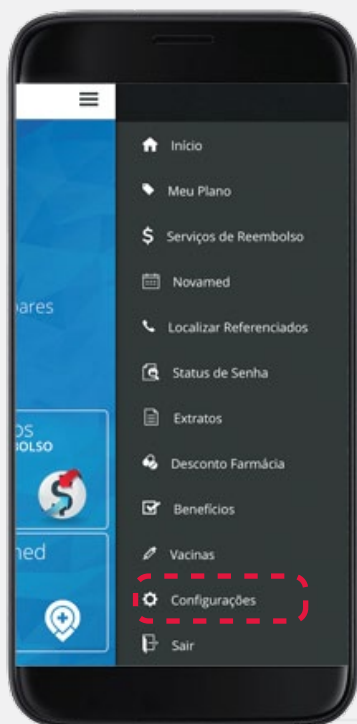 Início
Meu Plano
Serviços de Reembolso
Novamed
ares
Localizar Referenciados
Status de Senha
Extratos
OS
OLSO
Desconto Farmácia
Benefícios
ned
Vacinas
Configurações
Sair